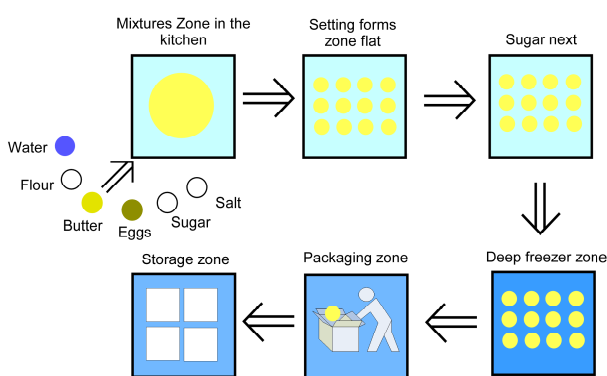 Mixtures Zone in the
kitchen
Setting forms
zone flat
Sugar next
Water
Flour
Butter
Eggs
Sugar
Salt
Storage zone
Packaging zone
Deep freezer zone